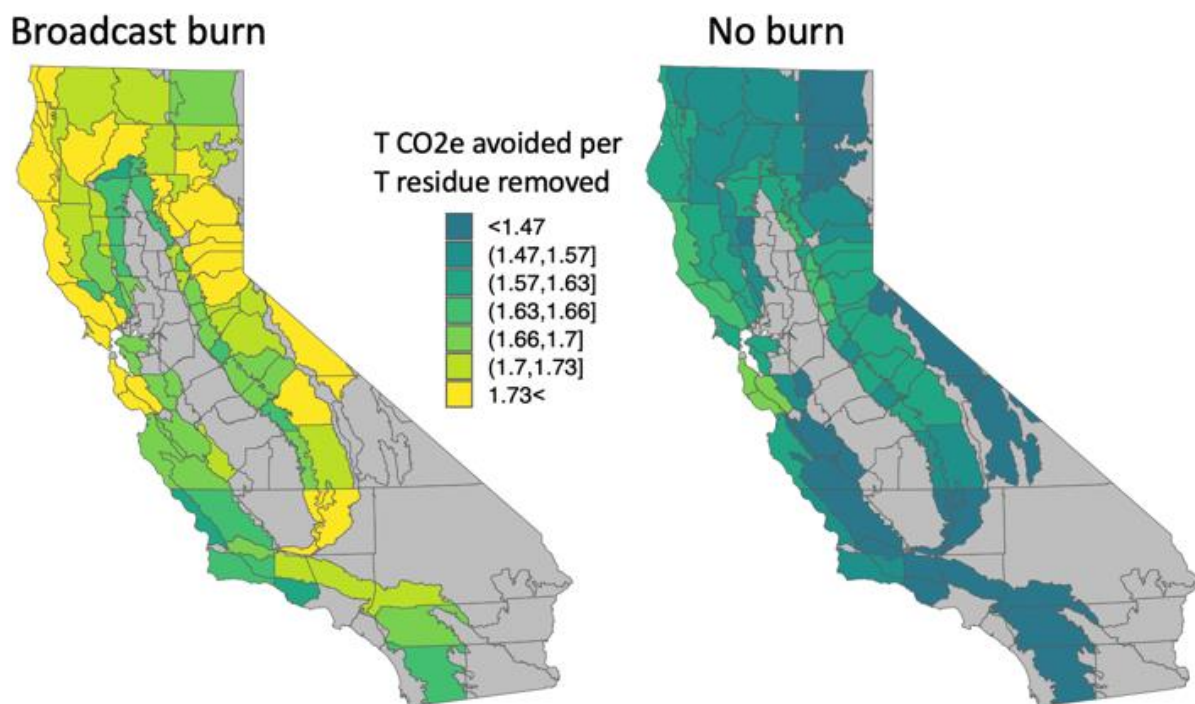 Broadcast burn
No burn
T CO2e avoided per
T residue removed
<1.47
(1.47,1.57]
(1.57,1.63]
(1.63,1.66]
(1.66,1.7]
(1.7,1.73]
1.73<